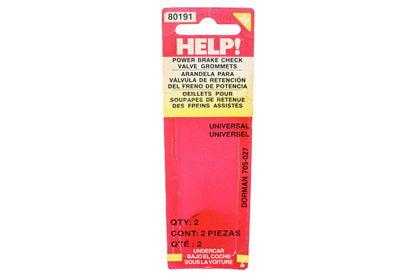 80191
HELP!
POWER BRAKE CHECK
VALVE GROMMETS
ARANDELA PARA
VÁLVULA DE RETENCIÓN
DEL FRENO DE POTENCIA
OEILLETS POUR
SOUPAPES DE RETENUE
DES FREINS ASSISTÉS
UNIVERSAL
UNIVERSEL
DORMAN 705-027
QTY: 2
CONT: 2 PIEZAS
QTÉ : 2
UNDERCAR
BAJO EL COCHE
SOUS LA VOITURE